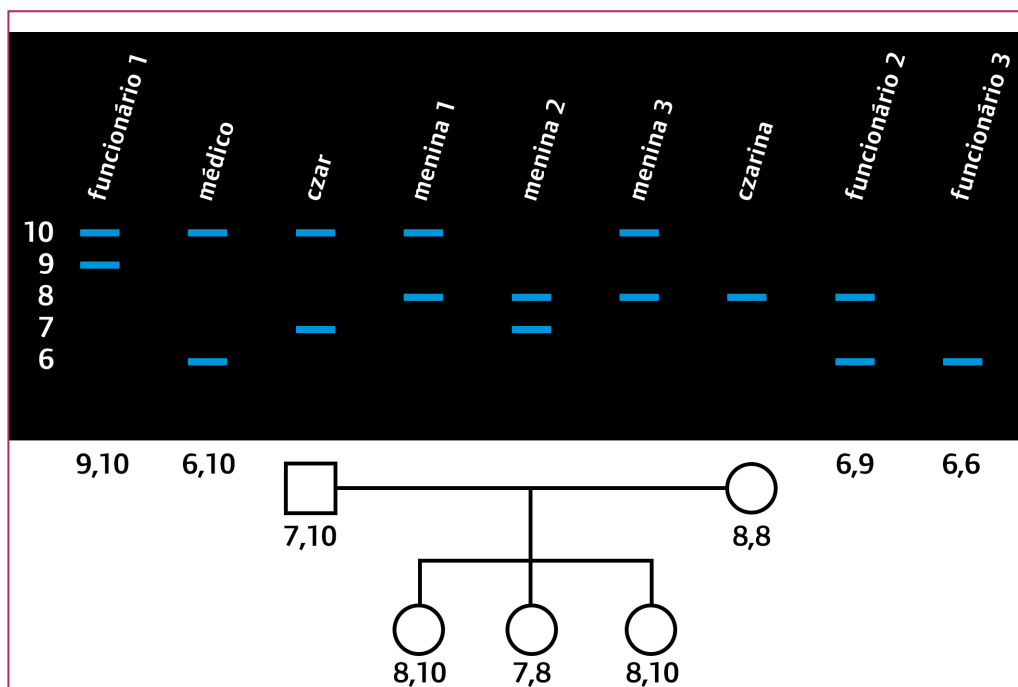 funcionário 1
médico
czar
menina 1
menina 2
menina 3
czarina
funcionário 2
funcionário 3
10
9
8
7
6
9,10
6,10
6,9
6,6
7,10
8,8
8,10
7,8
8,10